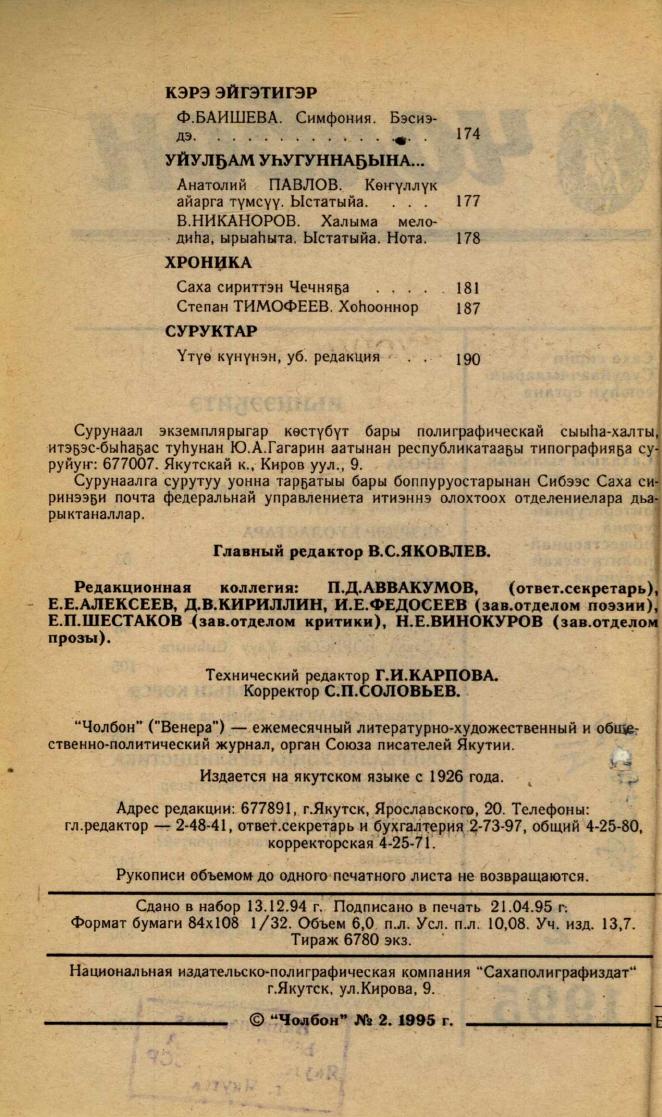 КЭРЭ ЭЙГЭТИГЭР
Ф.БАИШЕВА. Симфония. Бэсиэ-
дэ. . . . . . . . . . . . . . 174
УЙУЛҔАМ УҺУГУННАҔЫНА...
Анатолий ПАВЛОВ. Көҥүллүк
айарга түмсүү. Ыстатыйа. . . . 177
В.НИКАНОРОВ. Халыма мело-
диһа, ырыаһыта. Ыстатыйа. Нота. 178
ХРОНИКА
Саха сириттэн Чечняҕа . . . . 181
Степан ТИМОФЕЕВ. Хоһооннор 187
СУРУКТАР
Үтүө күнүнэн, уб. редакция . . 190
Сурунаал экземплярыгар көстүбүт бары полиграфическай сыыһа-халты,
итэҕэс-быһаҕас туһунан Ю.А.Гагарин аатынан республикатааҕы типографияҕа су-
руйуҥ: 677007. Якутскай к., Киров уул., 9.
Сурунаалга сурутуу уонна тарҕатыы бары боппуруостарынан Сибээс Саха си-
ринээҕи почта федеральнай управлениета итиэннэ олохтоох отделениелара дьа-
рыктаналлар.
Главный редактор В.С.ЯКОВЛЕВ.
Редакционная коллегия: П.Д.АВВАКУМОВ, (ответ.секретарь),
Е.Е.АЛЕКСЕЕВ, Д.В.КИРИЛЛИН, И.Е.ФЕДОСЕЕВ (зав.отделом поэзии),
Е.П.ШЕСТАКОВ (зав.отделом критики), Н.Е.ВИНОКУРОВ (зав.отделом
прозы).
Технический редактор Г.И.КАРПОВА.
Корректор С.П.СОЛОВЬЕВ.
"Чолбон" ("Венера") — ежемесячный литературно-художественный и обще-
ственно-политический журнал, орган Союза писателей Якутии.
Издается на якутском языке с 1926 года.
Адрес редакции: 677891, г.Якутск, Ярославского, 20. Телефоны:
гл.редактор — 2-48-41, ответ.секретарь и бухгалтерия 2-73-97, общий 4-25-80,
корректорская 4-25-71.
Рукописи объемом до одного печатного листа не возвращаются.
Сдано в набор 13.12.94 г. Подписано в печать 21.04.95 г.
Формат бумаги 84x108 1/32. Объем 6,0 п.л. Усл. п.л. 10,08. Уч. изд. 13,7.
Тираж 6780 экз.
Национальная издательско-полиграфическая компания "Сахаполиграфиздат"
г.Якутск, ул.Кирова, 9.
© "Чолбон" № 2. 1995 г.